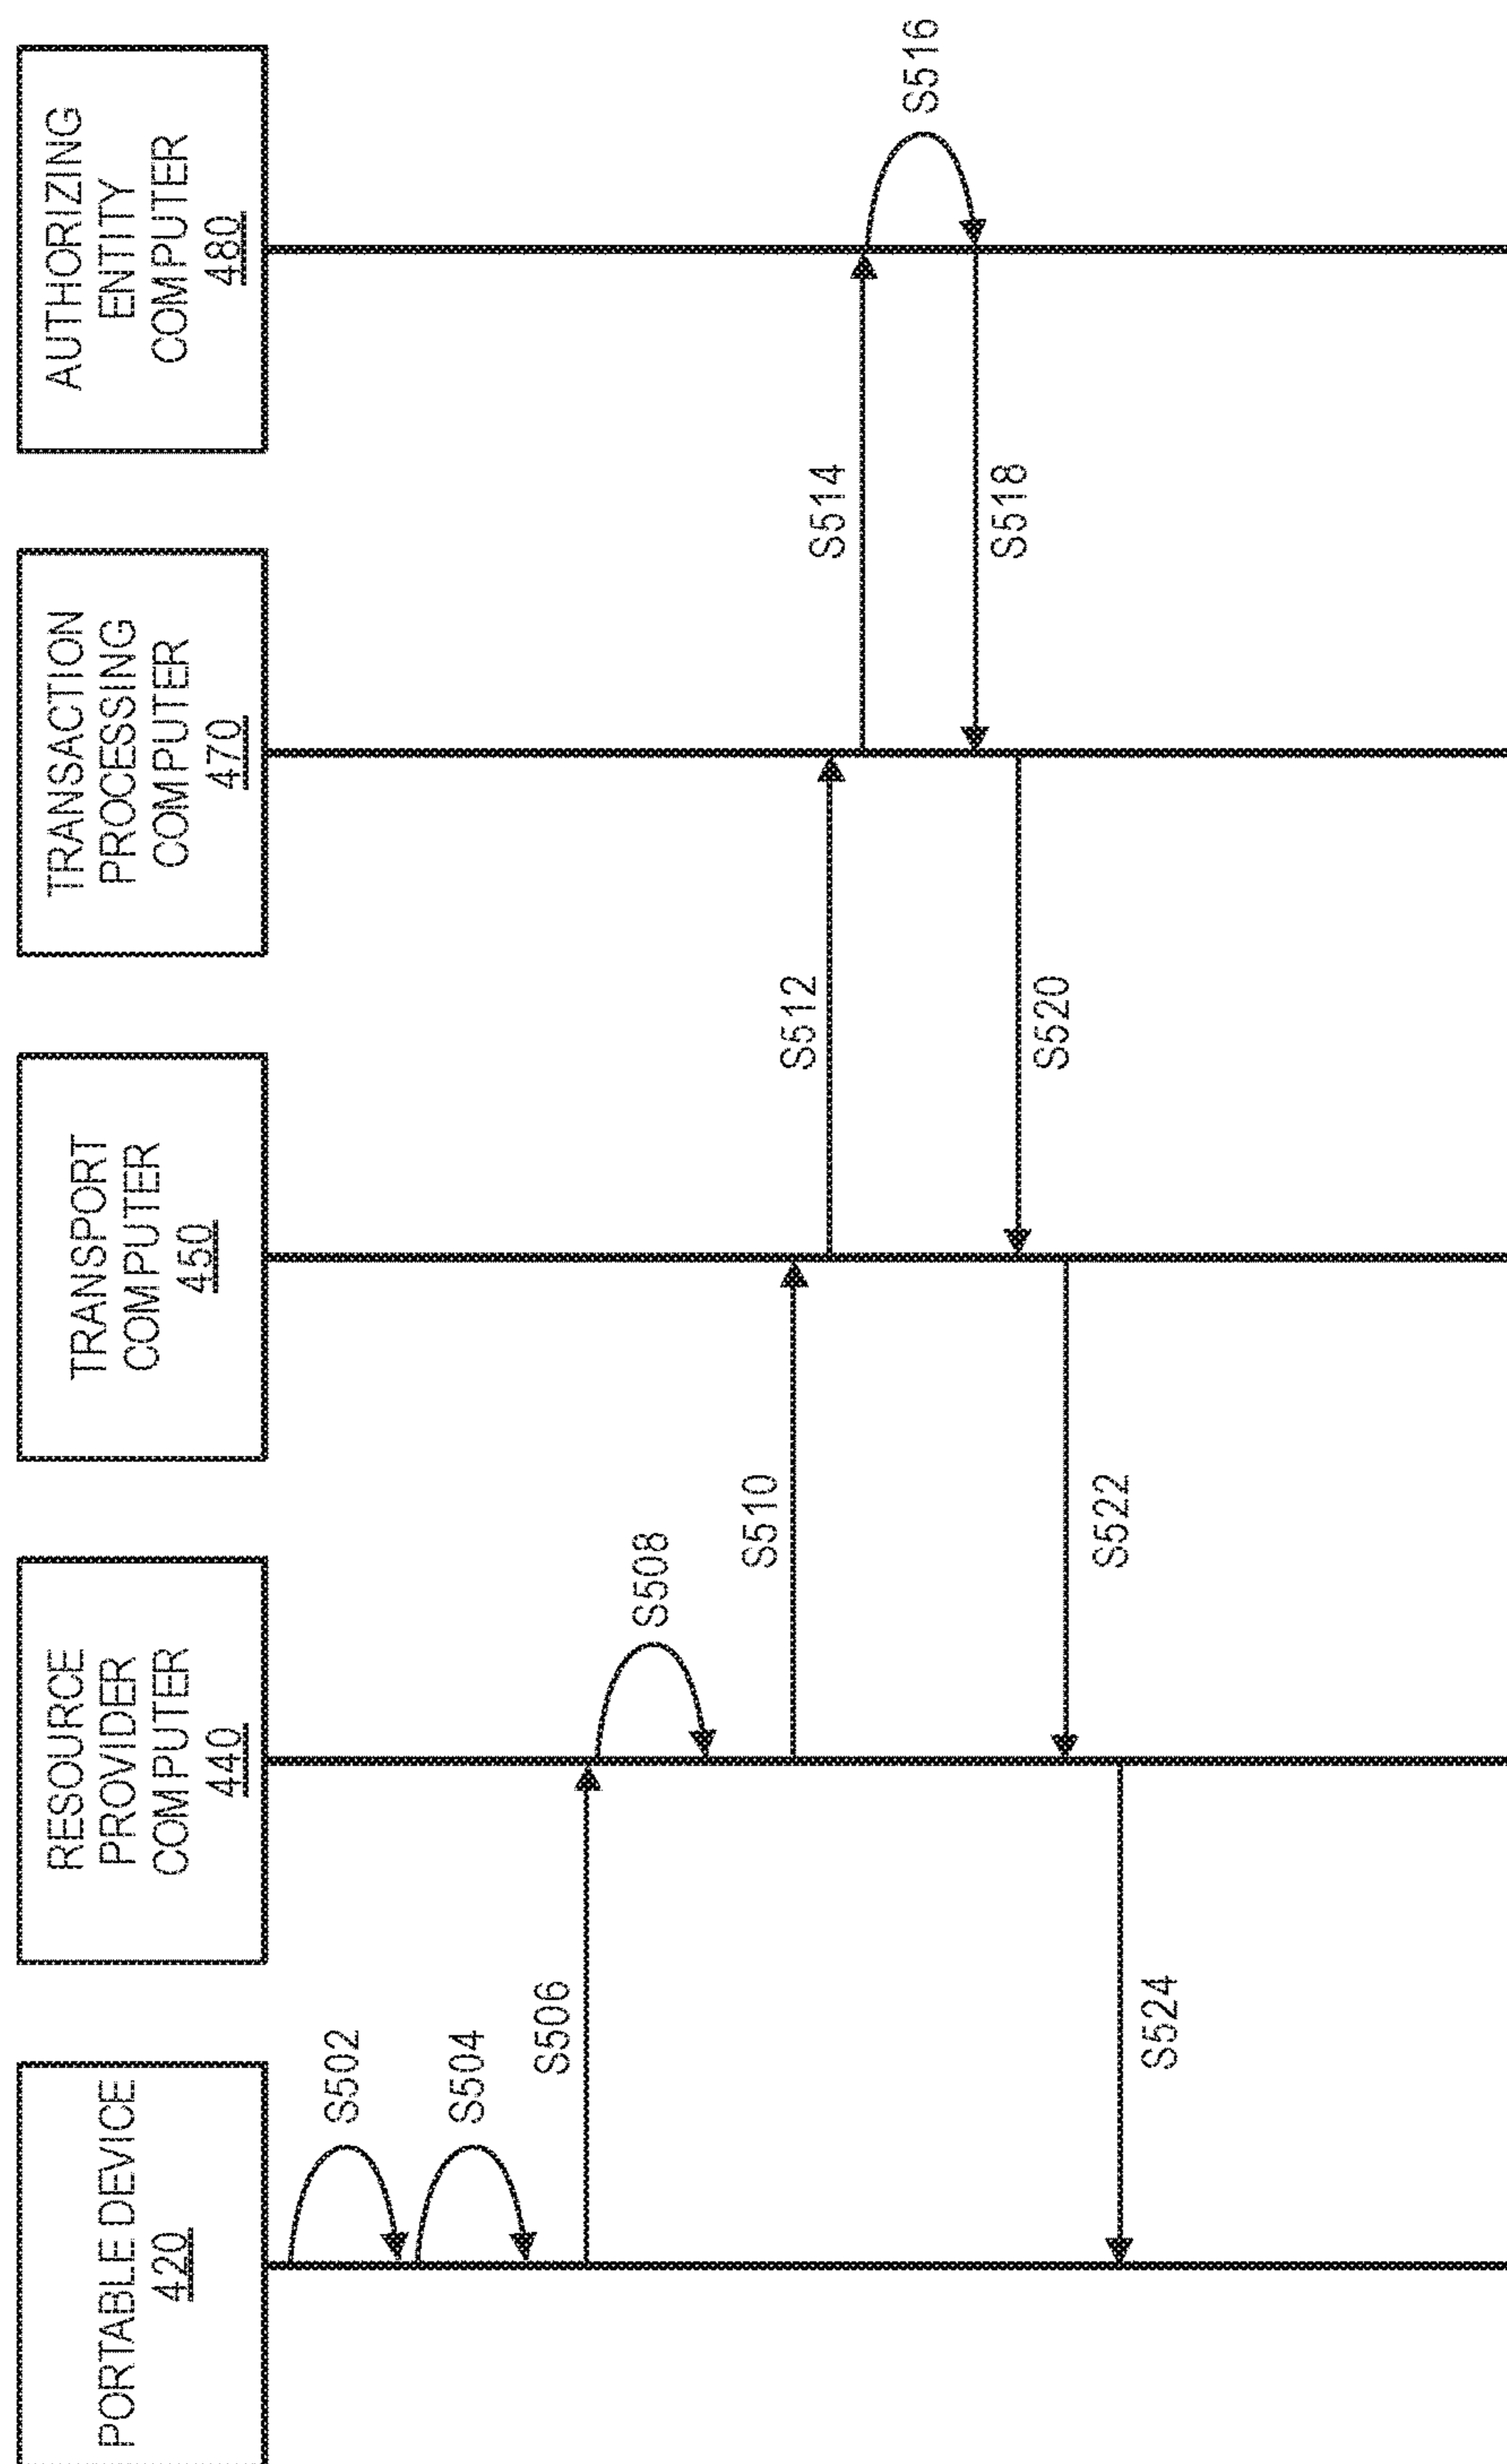 PORTABLE DEVICE
420
RESOURCE
PROVIDER
COMPUTER
440
TRANSPORT
COMPUTER
450
TRANSACTION
PROCESSING
COMPUTER
470
AUTHORIZING
ENTITY
COMPUTER
480
S502
S504
S506
S508
S510
S512
S514
S516
S518
S520
S522
S524